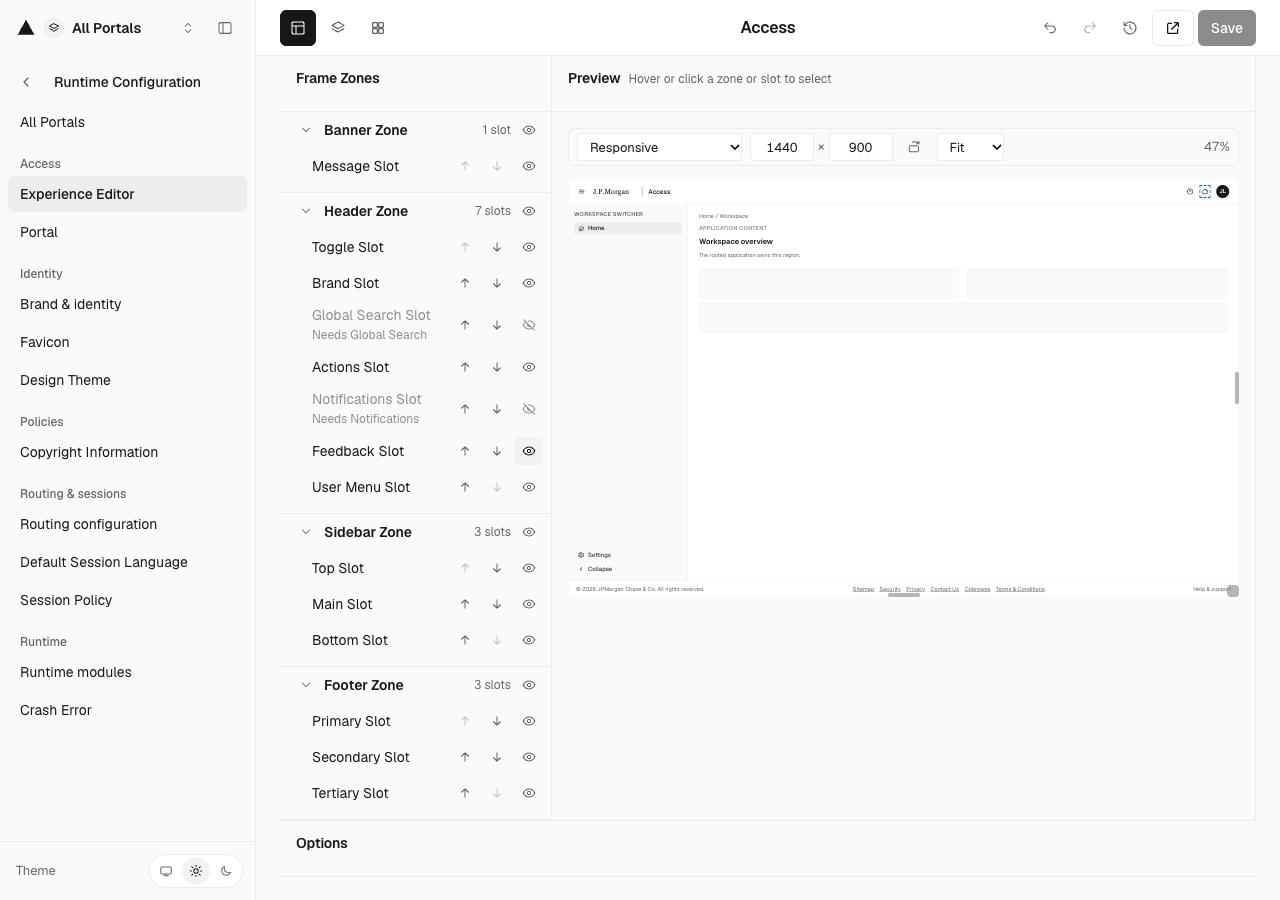 All Portals
Access
Save
Runtime Configuration
All Portals
Access
Experience Editor
Portal
Identity
Brand & identity
Favicon
Design Theme
Policies
Copyright Information
Routing & sessions
Routing configuration
Default Session Language
Session Policy
Runtime
Runtime modules
Crash Error
Theme
Frame Zones
Banner Zone 1 slot
Message Slot
Header Zone 7 slots
Toggle Slot
Brand Slot
Global Search Slot
Needs Global Search
Actions Slot
Notifications Slot
Needs Notifications
Feedback Slot
User Menu Slot
Sidebar Zone 3 slots
Top Slot
Main Slot
Bottom Slot
Footer Zone 3 slots
Primary Slot
Secondary Slot
Tertiary Slot
Preview Hover or click a zone or slot to select
Responsive 1440 × 900 Fit 47%
J.P.Morgan Access JL
WORKSPACE SWITCHER
Home
Home / Workspace
APPLICATION CONTENT
Workspace overview
The routed application owns this region.
Settings
Collapse
© 2026 JPMorgan Chase & Co. All rights reserved. Sitemap Security Privacy Contact Us Cobrowse Terms & Conditions Help & support
Options